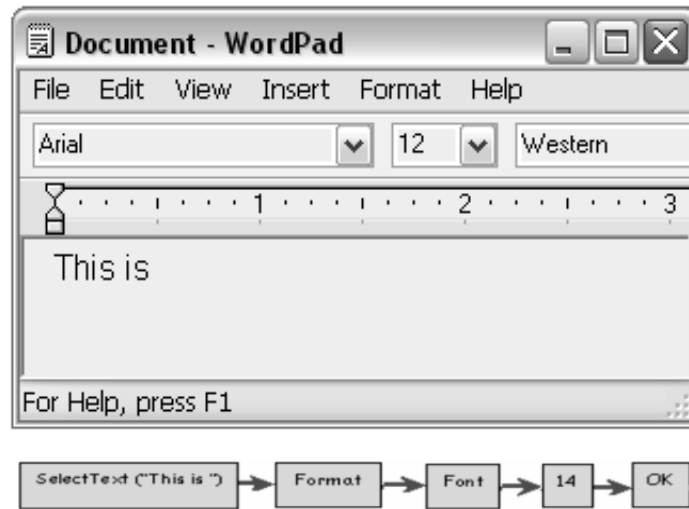 Document - WordPad
File Edit View Insert Format Help
Arial 12 Western
1 2 3
This is
For Help, press F1
SelectText ("This is ") Format Font 14 OK